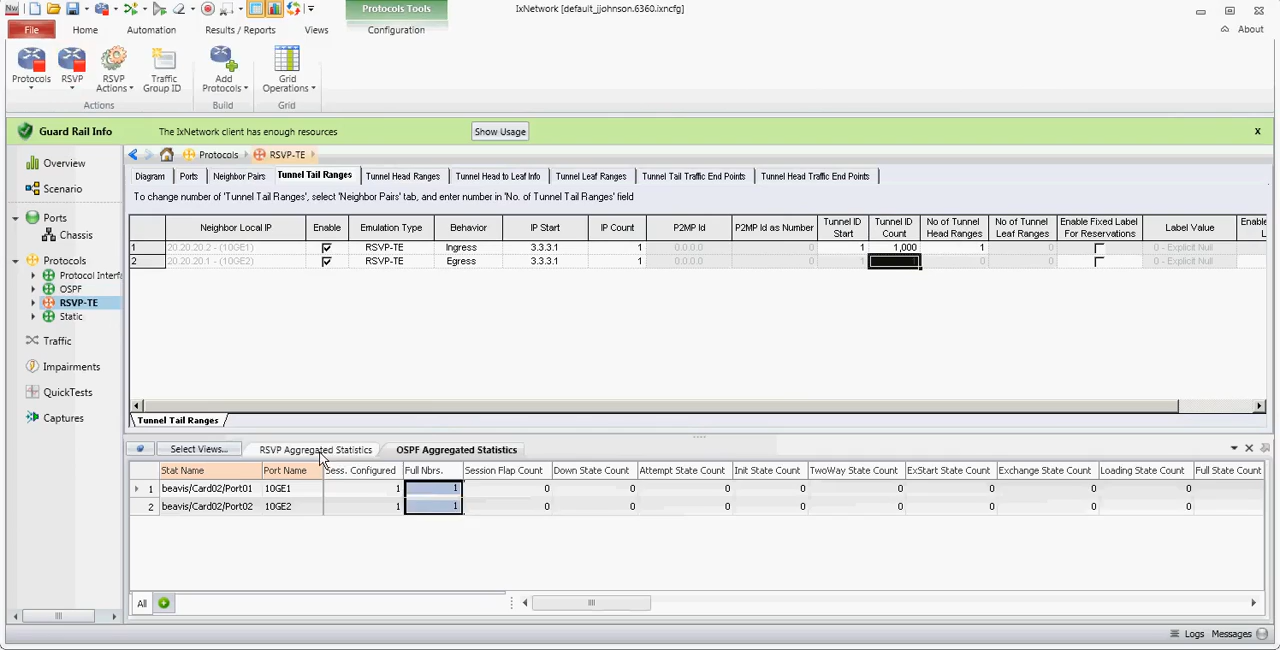 IxNetwork [default_jjohnson.6360.ixncfg]
Protocols Tools
File Home Automation Results / Reports Views Configuration About
Protocols RSVP RSVP Actions Traffic Group ID Add Protocols Grid Operations
Actions Build Grid
Guard Rail Info The IxNetwork client has enough resources Show Usage x
Overview
Scenario
Ports
Chassis
Protocols
Protocol Interfa
OSPF
RSVP-TE
Static
Traffic
Impairments
QuickTests
Captures
Protocols RSVP-TE
Diagram Ports Neighbor Pairs Tunnel Tail Ranges Tunnel Head Ranges Tunnel Head to Leaf Info Tunnel Leaf Ranges Tunnel Tail Traffic End Points Tunnel Head Traffic End Points
To change number of 'Tunnel Tail Ranges', select 'Neighbor Pairs' tab, and enter number in 'No. of Tunnel Tail Ranges' field
Neighbor Local IP Enable Emulation Type Behavior IP Start IP Count P2MP Id P2MP Id as Number Tunnel ID Start Tunnel ID Count No of Tunnel Head Ranges No of Tunnel Leaf Ranges Enable Fixed Label For Reservations Label Value Enable L
1 20.20.20.2 - (10GE1) RSVP-TE Ingress 3.3.3.1 1 0.0.0.0 0 1 1,000 1 0 0 - Explicit Null
2 20.20.20.1 - (10GE2) RSVP-TE Egress 3.3.3.1 1 0.0.0.0 0 1 0 0 0 - Explicit Null
Tunnel Tail Ranges
Select Views... RSVP Aggregated Statistics OSPF Aggregated Statistics
Stat Name Port Name Sess. Configured Full Nbrs. Session Flap Count Down State Count Attempt State Count Init State Count TwoWay State Count ExStart State Count Exchange State Count Loading State Count Full State Count
1 beavis/Card02/Port01 10GE1 1 1 0 0 0 0 0 0 0 0
2 beavis/Card02/Port02 10GE2 1 1 0 0 0 0 0 0 0 0
All
Logs Messages